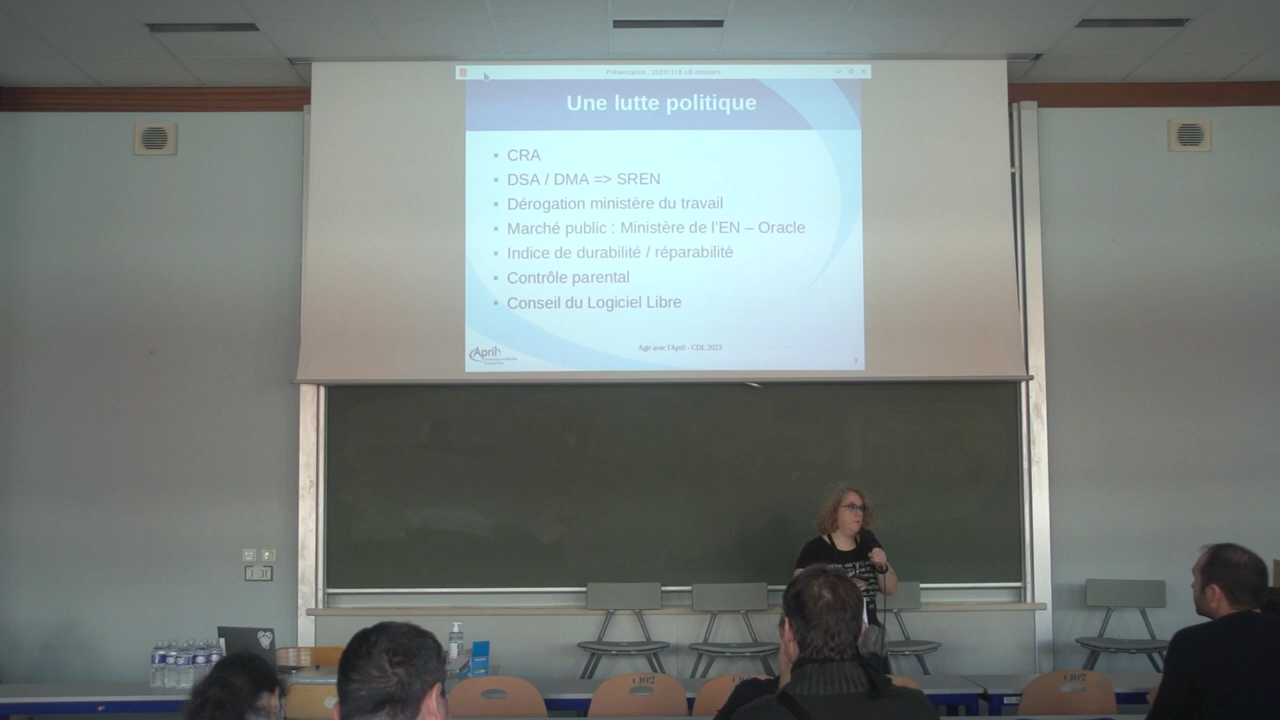 Présentation : 20231118 cdl dossiers
Une lutte politique
CRA
DSA / DMA => SREN
Dérogation ministère du travail
Marché public : Ministère de l'EN – Oracle
Indice de durabilité / réparabilité
Contrôle parental
Conseil du Logiciel Libre
April
Agir avec l'April - CDL 2023
3